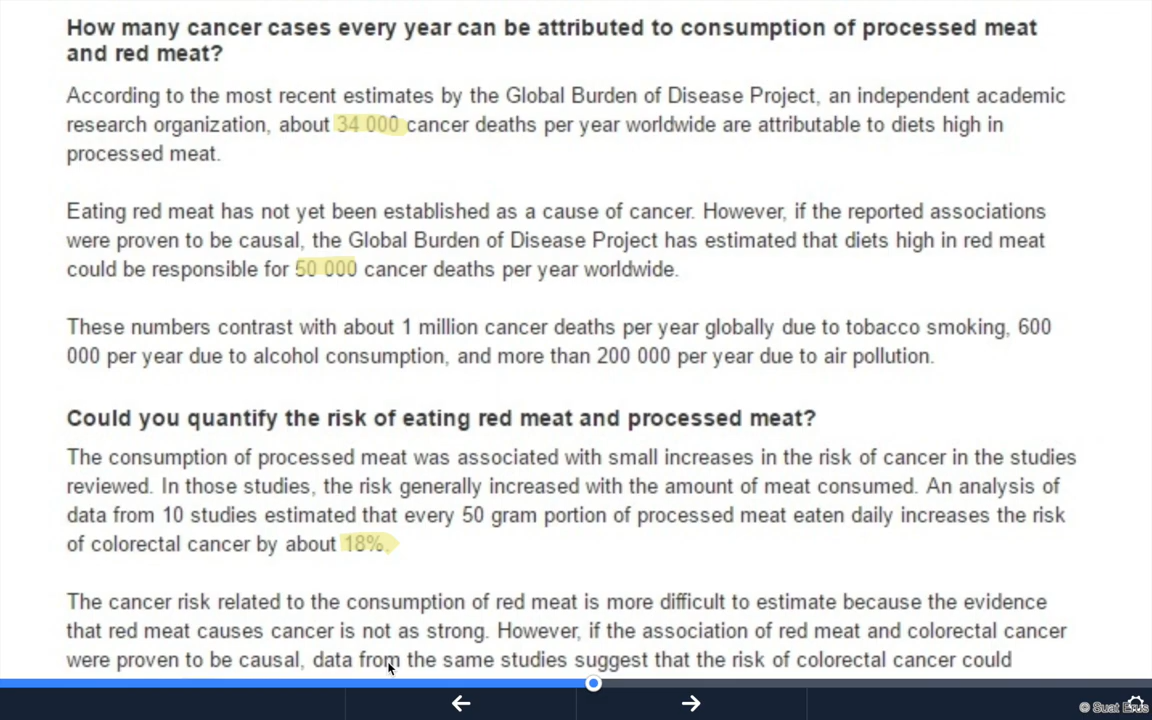 How many cancer cases every year can be attributed to consumption of processed meat
and red meat?
According to the most recent estimates by the Global Burden of Disease Project, an independent academic
research organization, about 34 000 cancer deaths per year worldwide are attributable to diets high in
processed meat.
Eating red meat has not yet been established as a cause of cancer. However, if the reported associations
were proven to be causal, the Global Burden of Disease Project has estimated that diets high in red meat
could be responsible for 50 000 cancer deaths per year worldwide.
These numbers contrast with about 1 million cancer deaths per year globally due to tobacco smoking, 600
000 per year due to alcohol consumption, and more than 200 000 per year due to air pollution.
Could you quantify the risk of eating red meat and processed meat?
The consumption of processed meat was associated with small increases in the risk of cancer in the studies
reviewed. In those studies, the risk generally increased with the amount of meat consumed. An analysis of
data from 10 studies estimated that every 50 gram portion of processed meat eaten daily increases the risk
of colorectal cancer by about 18%.
The cancer risk related to the consumption of red meat is more difficult to estimate because the evidence
that red meat causes cancer is not as strong. However, if the association of red meat and colorectal cancer
were proven to be causal, data from the same studies suggest that the risk of colorectal cancer could
© Suat Erus